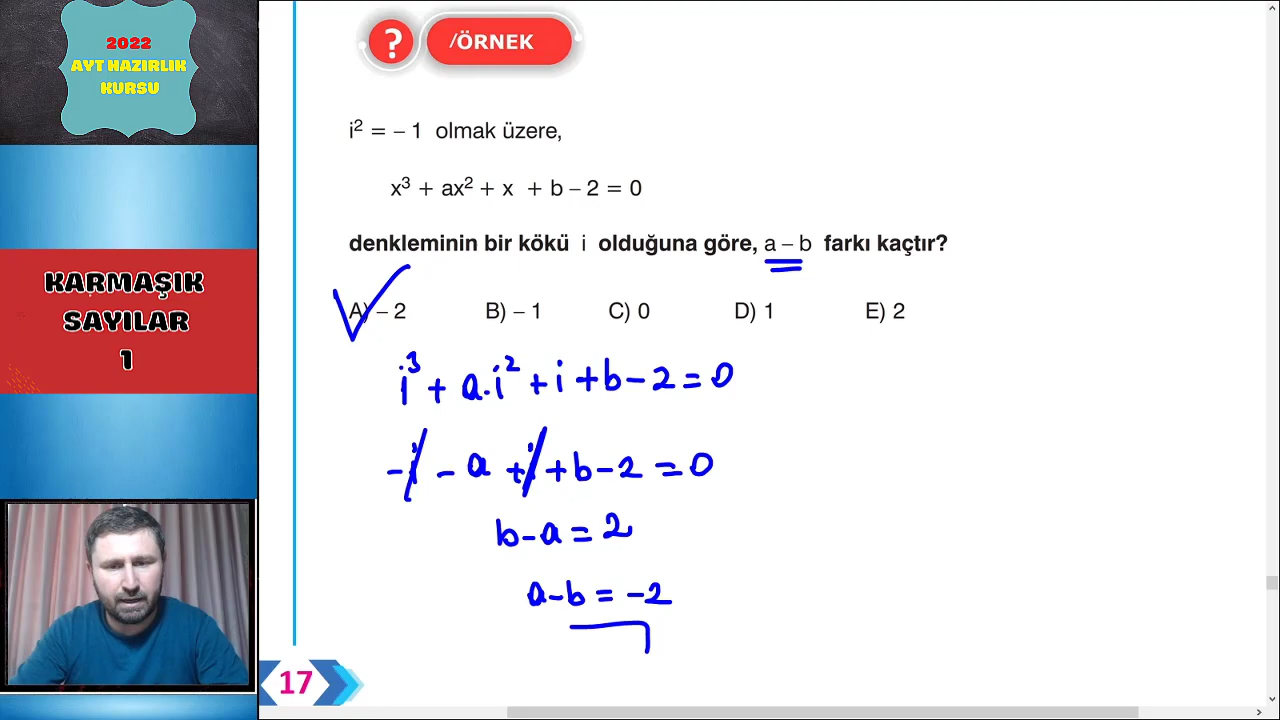 2022
AYT HAZIRLIK
KURSU
KARMAŞIK
SAYILAR
1
? /ÖRNEK
i² = – 1 olmak üzere,
x³ + ax² + x + b – 2 = 0
denkleminin bir kökü i olduğuna göre, a – b farkı kaçtır?
A) – 2 B) – 1 C) 0 D) 1 E) 2
i³ + a.i² + i + b – 2 = 0
– i – a + i + b – 2 = 0
b – a = 2
a – b = – 2
17